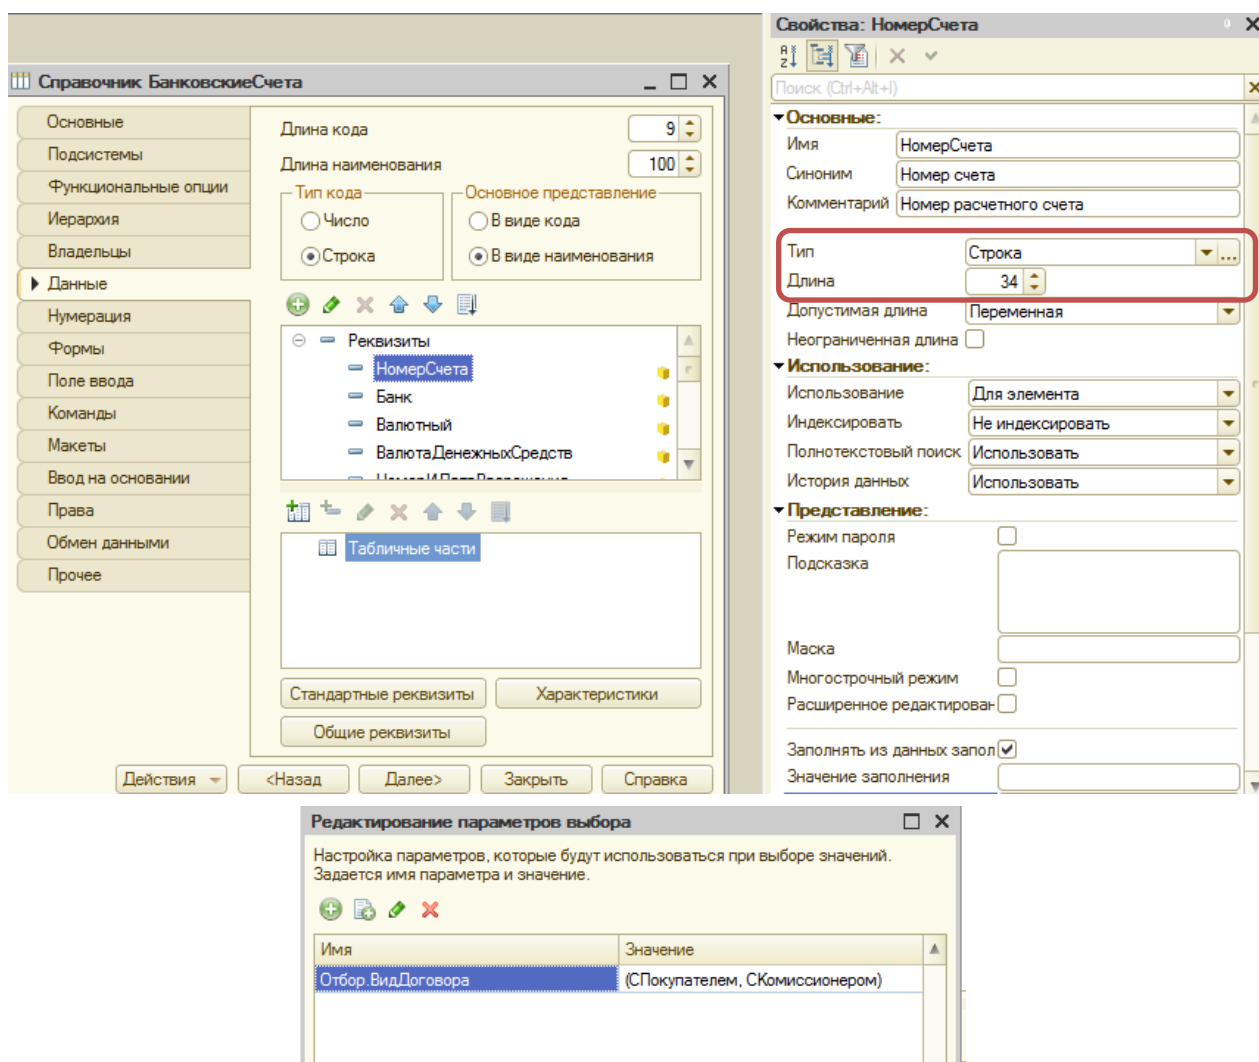 Справочник БанковскиеСчета
Основные
Подсистемы
Функциональные опции
Иерархия
Владельцы
Данные
Нумерация
Формы
Поле ввода
Команды
Макеты
Ввод на основании
Права
Обмен данными
Прочее
Длина кода 9
Длина наименования 100
Тип кода
Число
Строка
Основное представление
В виде кода
В виде наименования
Реквизиты
НомерСчета
Банк
Валютный
ВалютаДенежныхСредств
Табличные части
Стандартные реквизиты Характеристики
Общие реквизиты
Действия <Назад Далее> Закрыть Справка
Свойства: НомерСчета
Поиск (Ctrl+Alt+I)
Основные:
Имя НомерСчета
Синоним Номер счета
Комментарий Номер расчетного счета
Тип Строка
Длина 34
Допустимая длина Переменная
Неограниченная длина
Использование:
Использование Для элемента
Индексировать Не индексировать
Полнотекстовый поиск Использовать
История данных Использовать
Представление:
Режим пароля
Подсказка
Маска
Многострочный режим
Расширенное редактирован
Заполнять из данных запол
Значение заполнения
Редактирование параметров выбора
Настройка параметров, которые будут использоваться при выборе значений.
Задается имя параметра и значение.
Имя Значение
Отбор.ВидДоговора (СПокупателем, СКомиссионером)